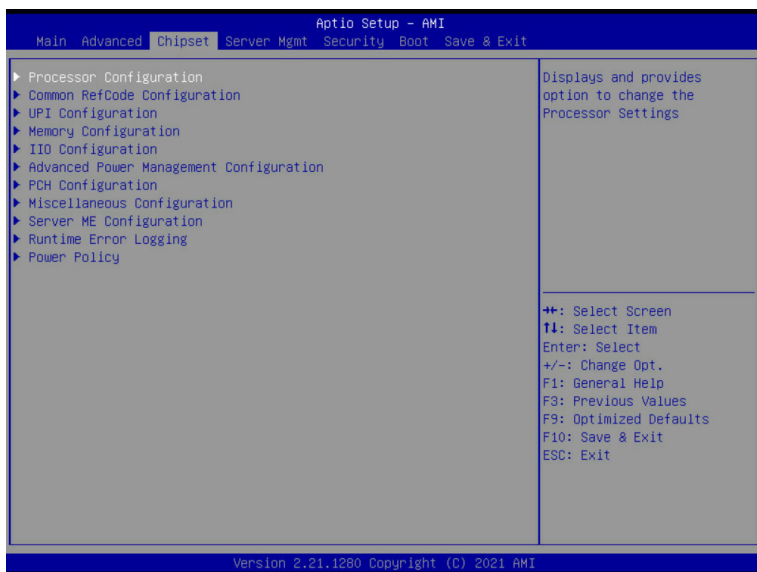 Aptio Setup - AMI
Main Advanced Chipset Server Mgmt Security Boot Save & Exit
Processor Configuration
Common RefCode Configuration
UPI Configuration
Memory Configuration
IIO Configuration
Advanced Power Management Configuration
PCH Configuration
Miscellaneous Configuration
Server ME Configuration
Runtime Error Logging
Power Policy
Displays and provides
option to change the
Processor Settings
→←: Select Screen
↑↓: Select Item
Enter: Select
+/-: Change Opt.
F1: General Help
F3: Previous Values
F9: Optimized Defaults
F10: Save & Exit
ESC: Exit
Version 2.21.1280 Copyright (C) 2021 AMI